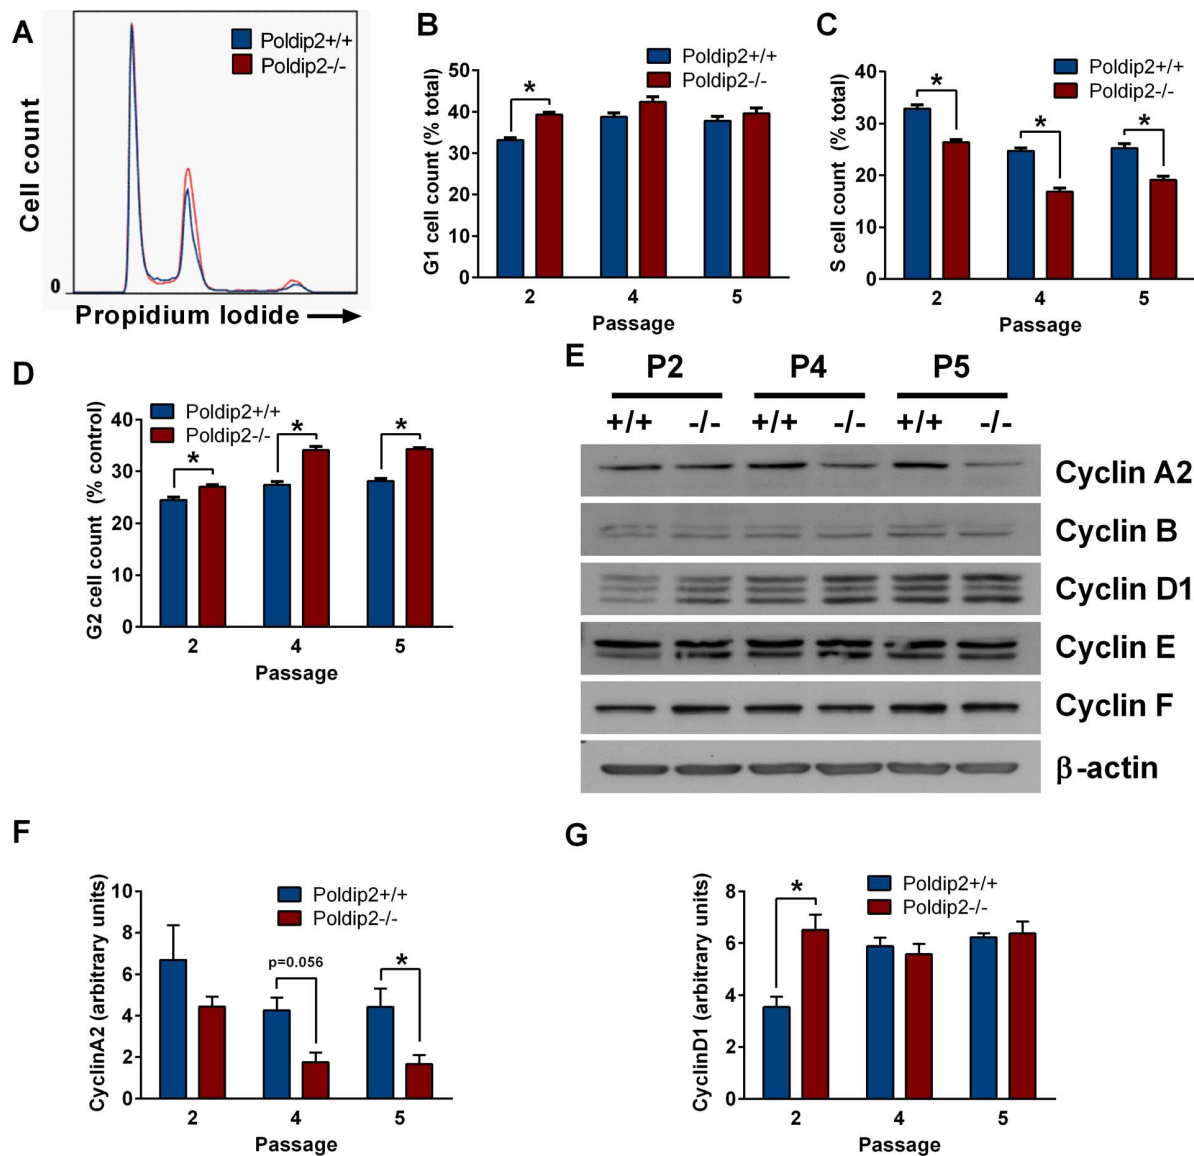 A
Poldip2+/+
Poldip2-/-
Cell count
0
Propidium Iodide
B
Poldip2+/+
Poldip2-/-
G1 cell count (% total)
50
40
30
20
10
0
*
2 4 5
Passage
C
Poldip2+/+
Poldip2-/-
S cell count (% total)
40
30
20
10
0
* * *
2 4 5
Passage
D
Poldip2+/+
Poldip2-/-
G2 cell count (% control)
40
30
20
10
0
* * *
2 4 5
Passage
E
P2 P4 P5
+/+ -/- +/+ -/- +/+ -/-
Cyclin A2
Cyclin B
Cyclin D1
Cyclin E
Cyclin F
β-actin
F
Poldip2+/+
Poldip2-/-
CyclinA2 (arbitrary units)
10
8
6
4
2
0
p=0.056 *
2 4 5
Passage
G
Poldip2+/+
Poldip2-/-
CyclinD1 (arbitrary units)
8
6
4
2
0
*
2 4 5
Passage